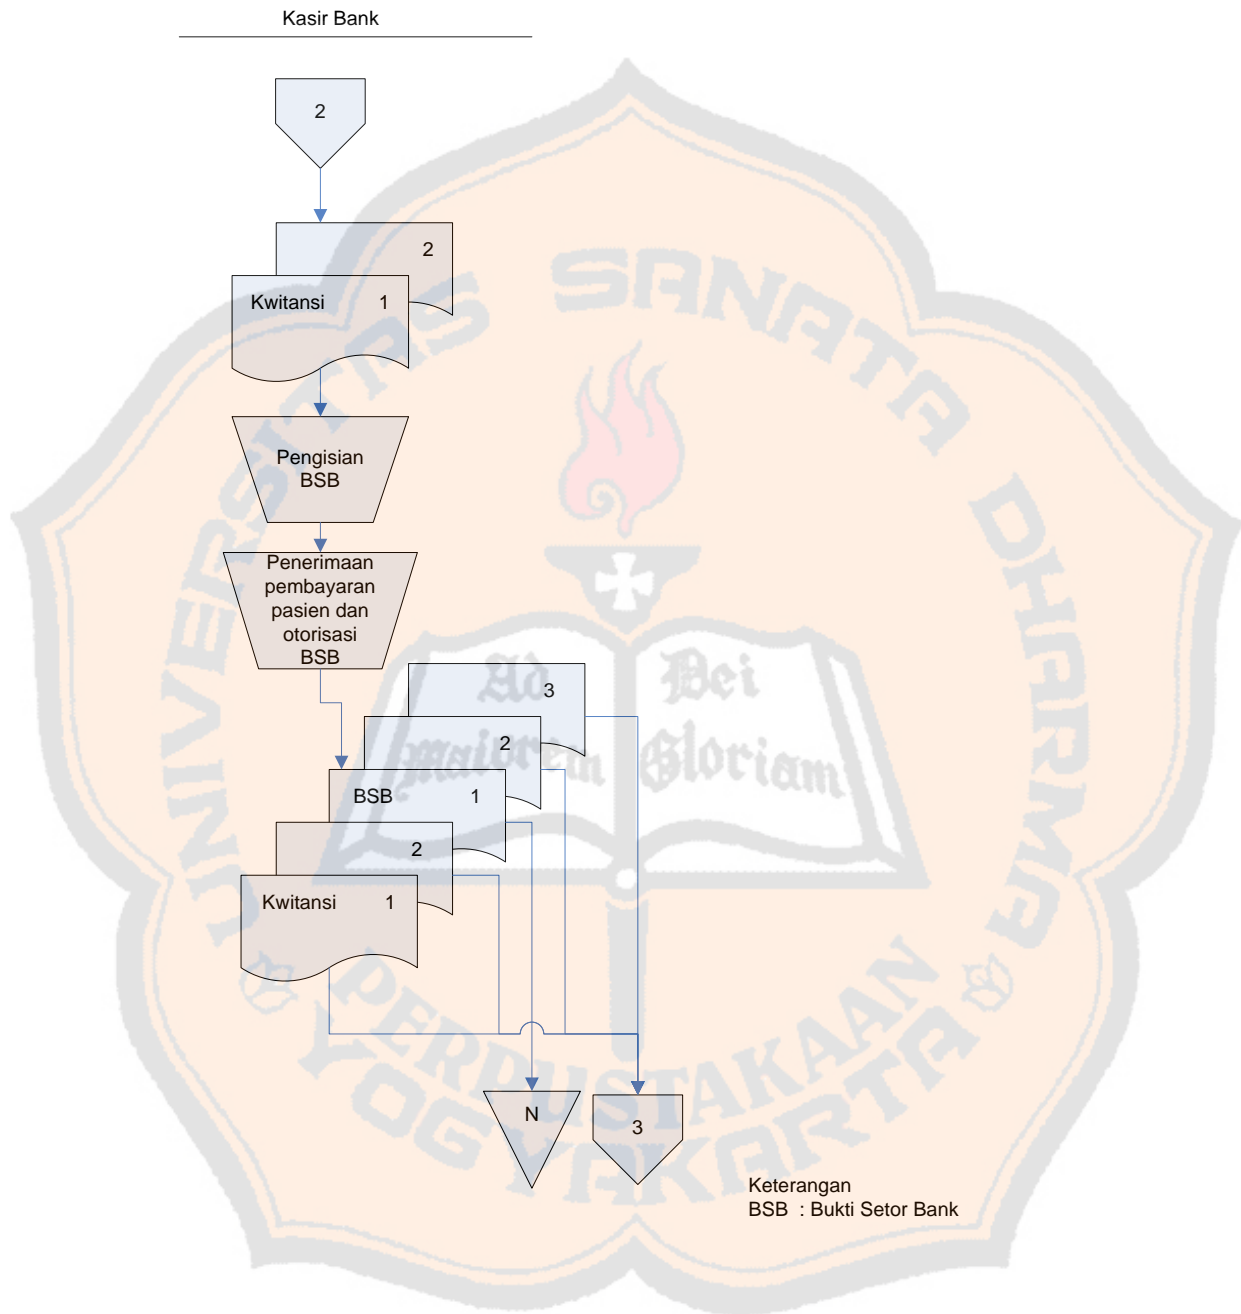 Kasir Bank
2
2
Kwitansi 1
Pengisian
BSB
Penerimaan
pembayaran
pasien dan
otorisasi
BSB
3
2
BSB 1
2
Kwitansi 1
N
3
Keterangan
BSB : Bukti Setor Bank
UNIVERSITAS SANATA DHARMA
Ad Dei
Maiorem Gloriam
PERPUSTAKAAN
YOGYAKARTA